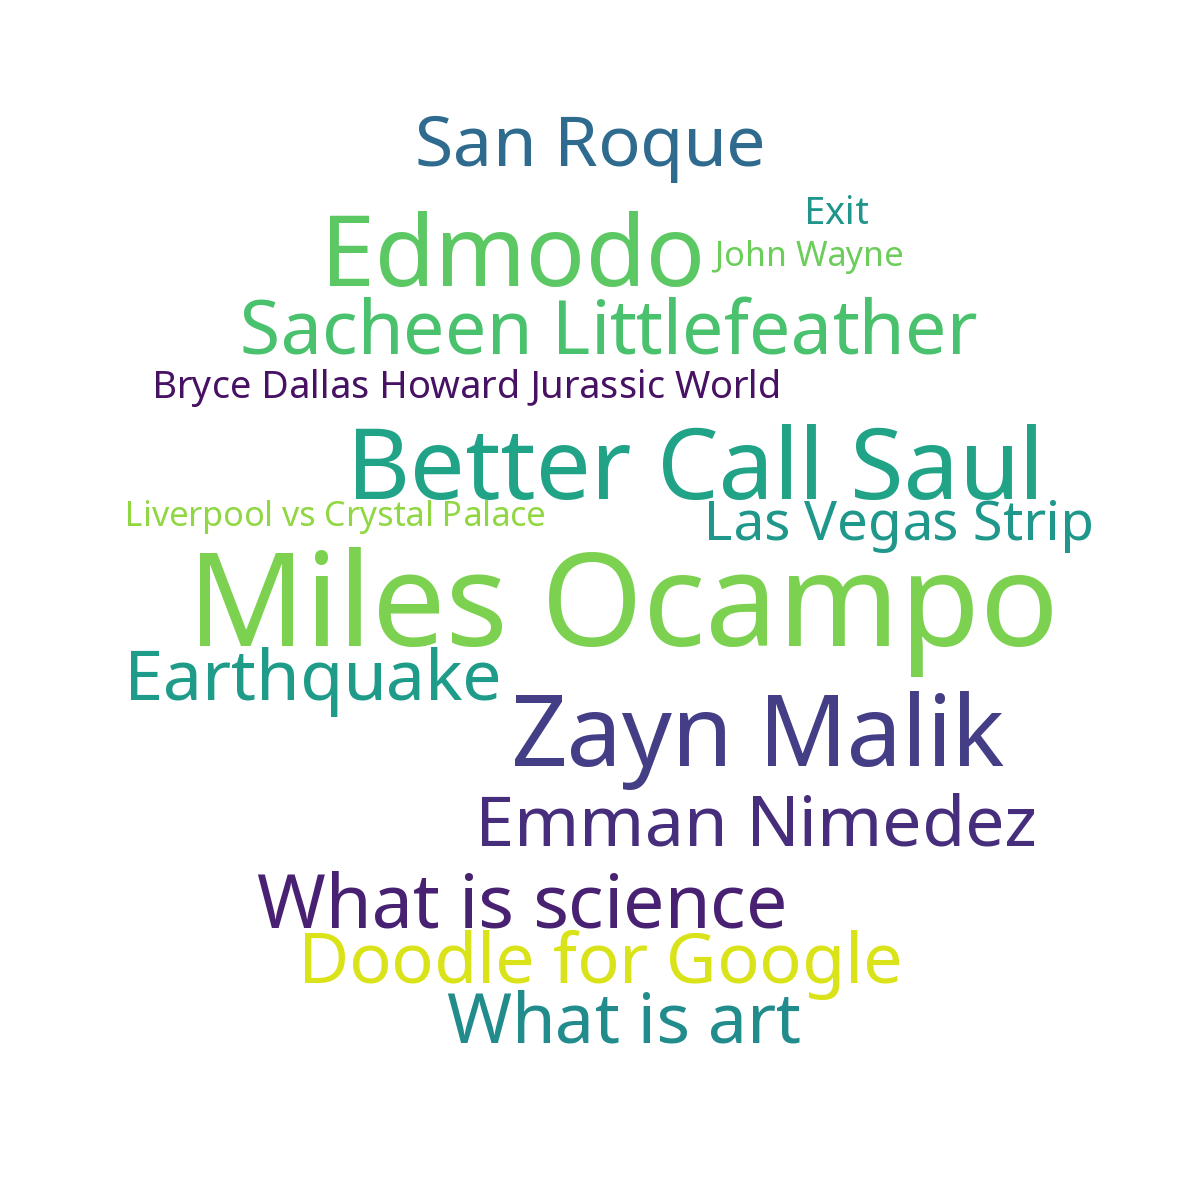 San Roque
Exit
Edmodo
John Wayne
Sacheen Littlefeather
Bryce Dallas Howard Jurassic World
Better Call Saul
Liverpool vs Crystal Palace
Las Vegas Strip
Miles Ocampo
Earthquake
Zayn Malik
Emman Nimedez
What is science
Doodle for Google
What is art